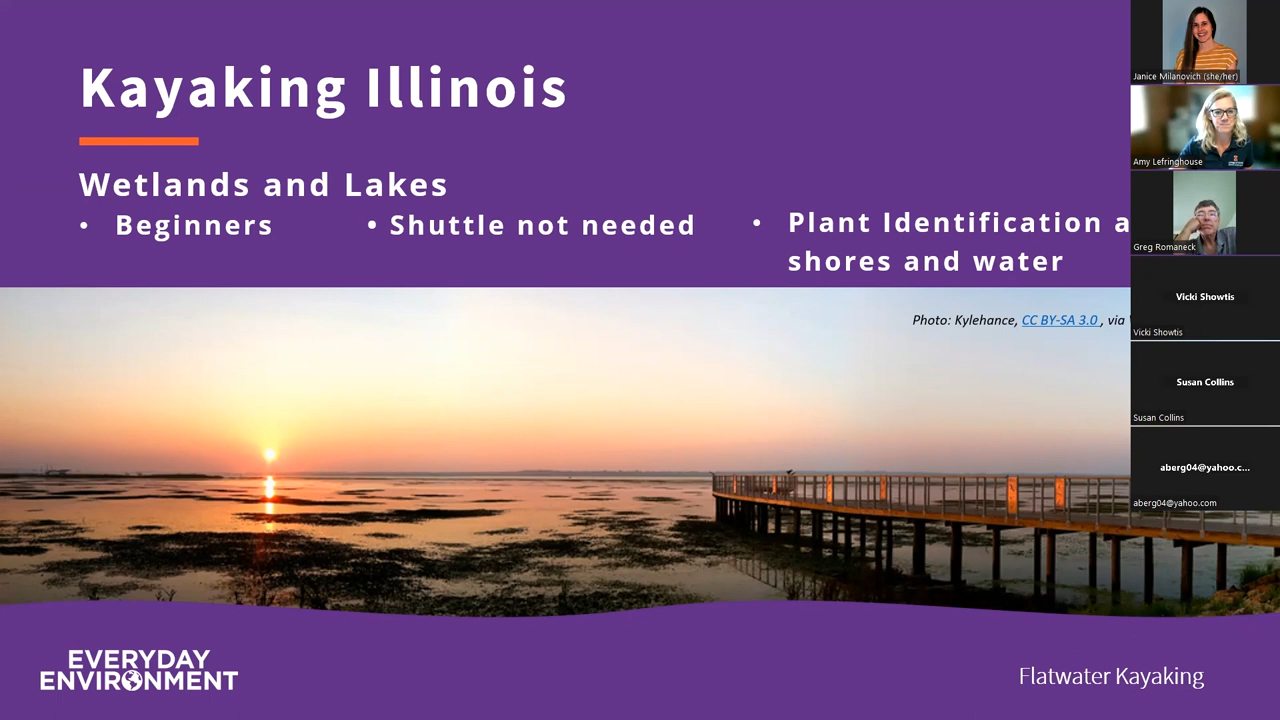 Kayaking Illinois
Wetlands and Lakes
• Beginners
• Shuttle not needed
• Plant Identification a
shores and water
Photo: Kylehance, CC BY-SA 3.0 , via
EVERYDAY
ENVIRONMENT
Flatwater Kayaking
Janice Milanovich (she/her)
Amy Lefringhouse
Greg Romaneck
Vicki Showtis
Vicki Showtis
Susan Collins
Susan Collins
aberg04@yahoo.c...
aberg04@yahoo.com